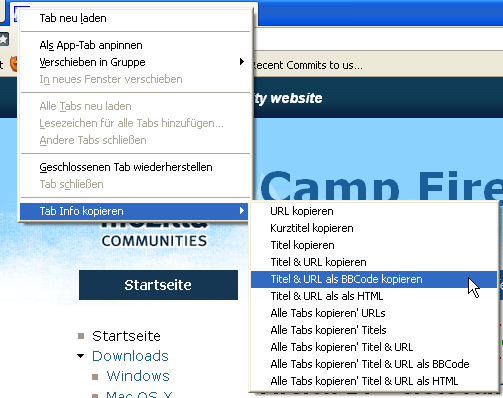 Tab neu laden
Als App-Tab anpinnen
Verschieben in Gruppe
In neues Fenster verschieben
Alle Tabs neu laden
Lesezeichen für alle Tabs hinzufügen...
Andere Tabs schließen
Geschlossenen Tab wiederherstellen
Tab schließen
Tab Info kopieren
Recent Commits to us...
ty website
Camp Fire
URL kopieren
Kurztitel kopieren
Titel kopieren
Titel & URL kopieren
Titel & URL als BBCode kopieren
Titel & URL als als HTML
Alle Tabs kopieren' URLs
Alle Tabs kopieren' Titels
Alle Tabs kopieren' Titel & URL
Alle Tabs kopieren' Titel & URL als BBCode
Alle Tabs kopieren' Titel & URL als HTML
mozilla
COMMUNITIES
Startseite
Startseite
Downloads
Windows
Mac OS X